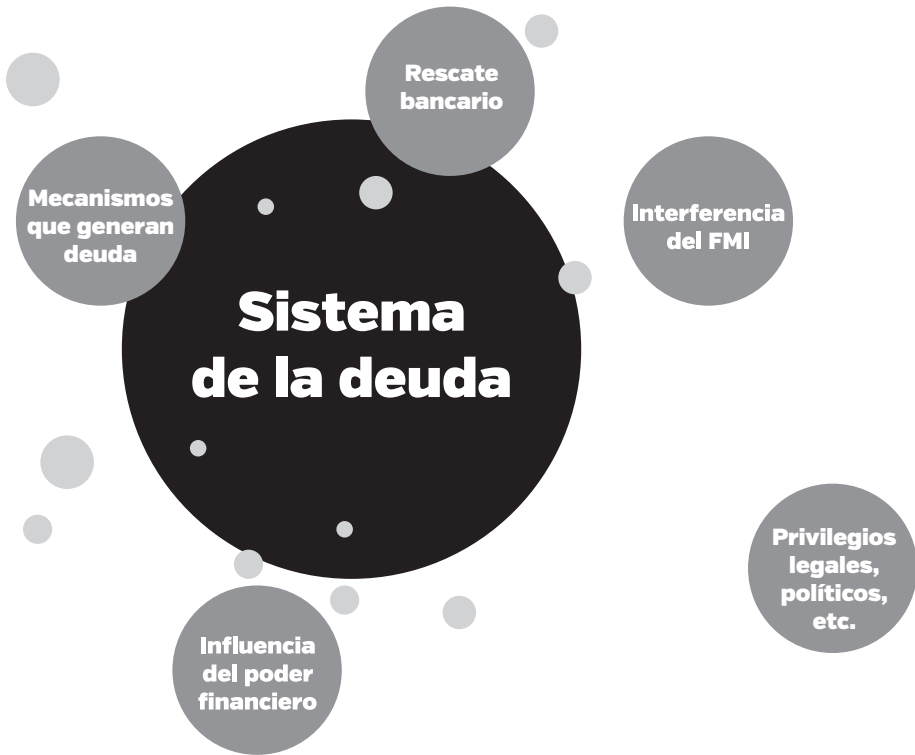 Rescate
bancario
Mecanismos
que generan
deuda
Interferencia
del FMI
Sistema
de la deuda
Privilegios
legales,
políticos,
etc.
Influencia
del poder
financiero